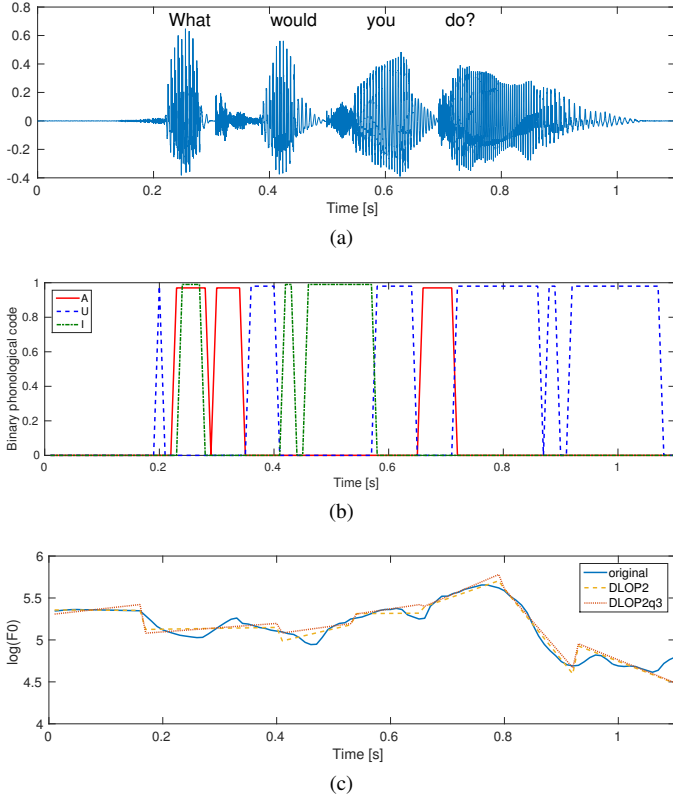 What would you do?
0.8
0.6
0.4
0.2
0
-0.2
-0.4
0 0.2 0.4 0.6 0.8 1
Time [s]
(a)
1
0.8
0.6
0.4
0.2
0
Binary phonological code
A
U
I
0 0.2 0.4 0.6 0.8 1
Time [s]
(b)
6
5.5
5
4.5
4
log(F0)
original
DLOP2
DLOP2q3
0 0.2 0.4 0.6 0.8 1
Time [s]
(c)